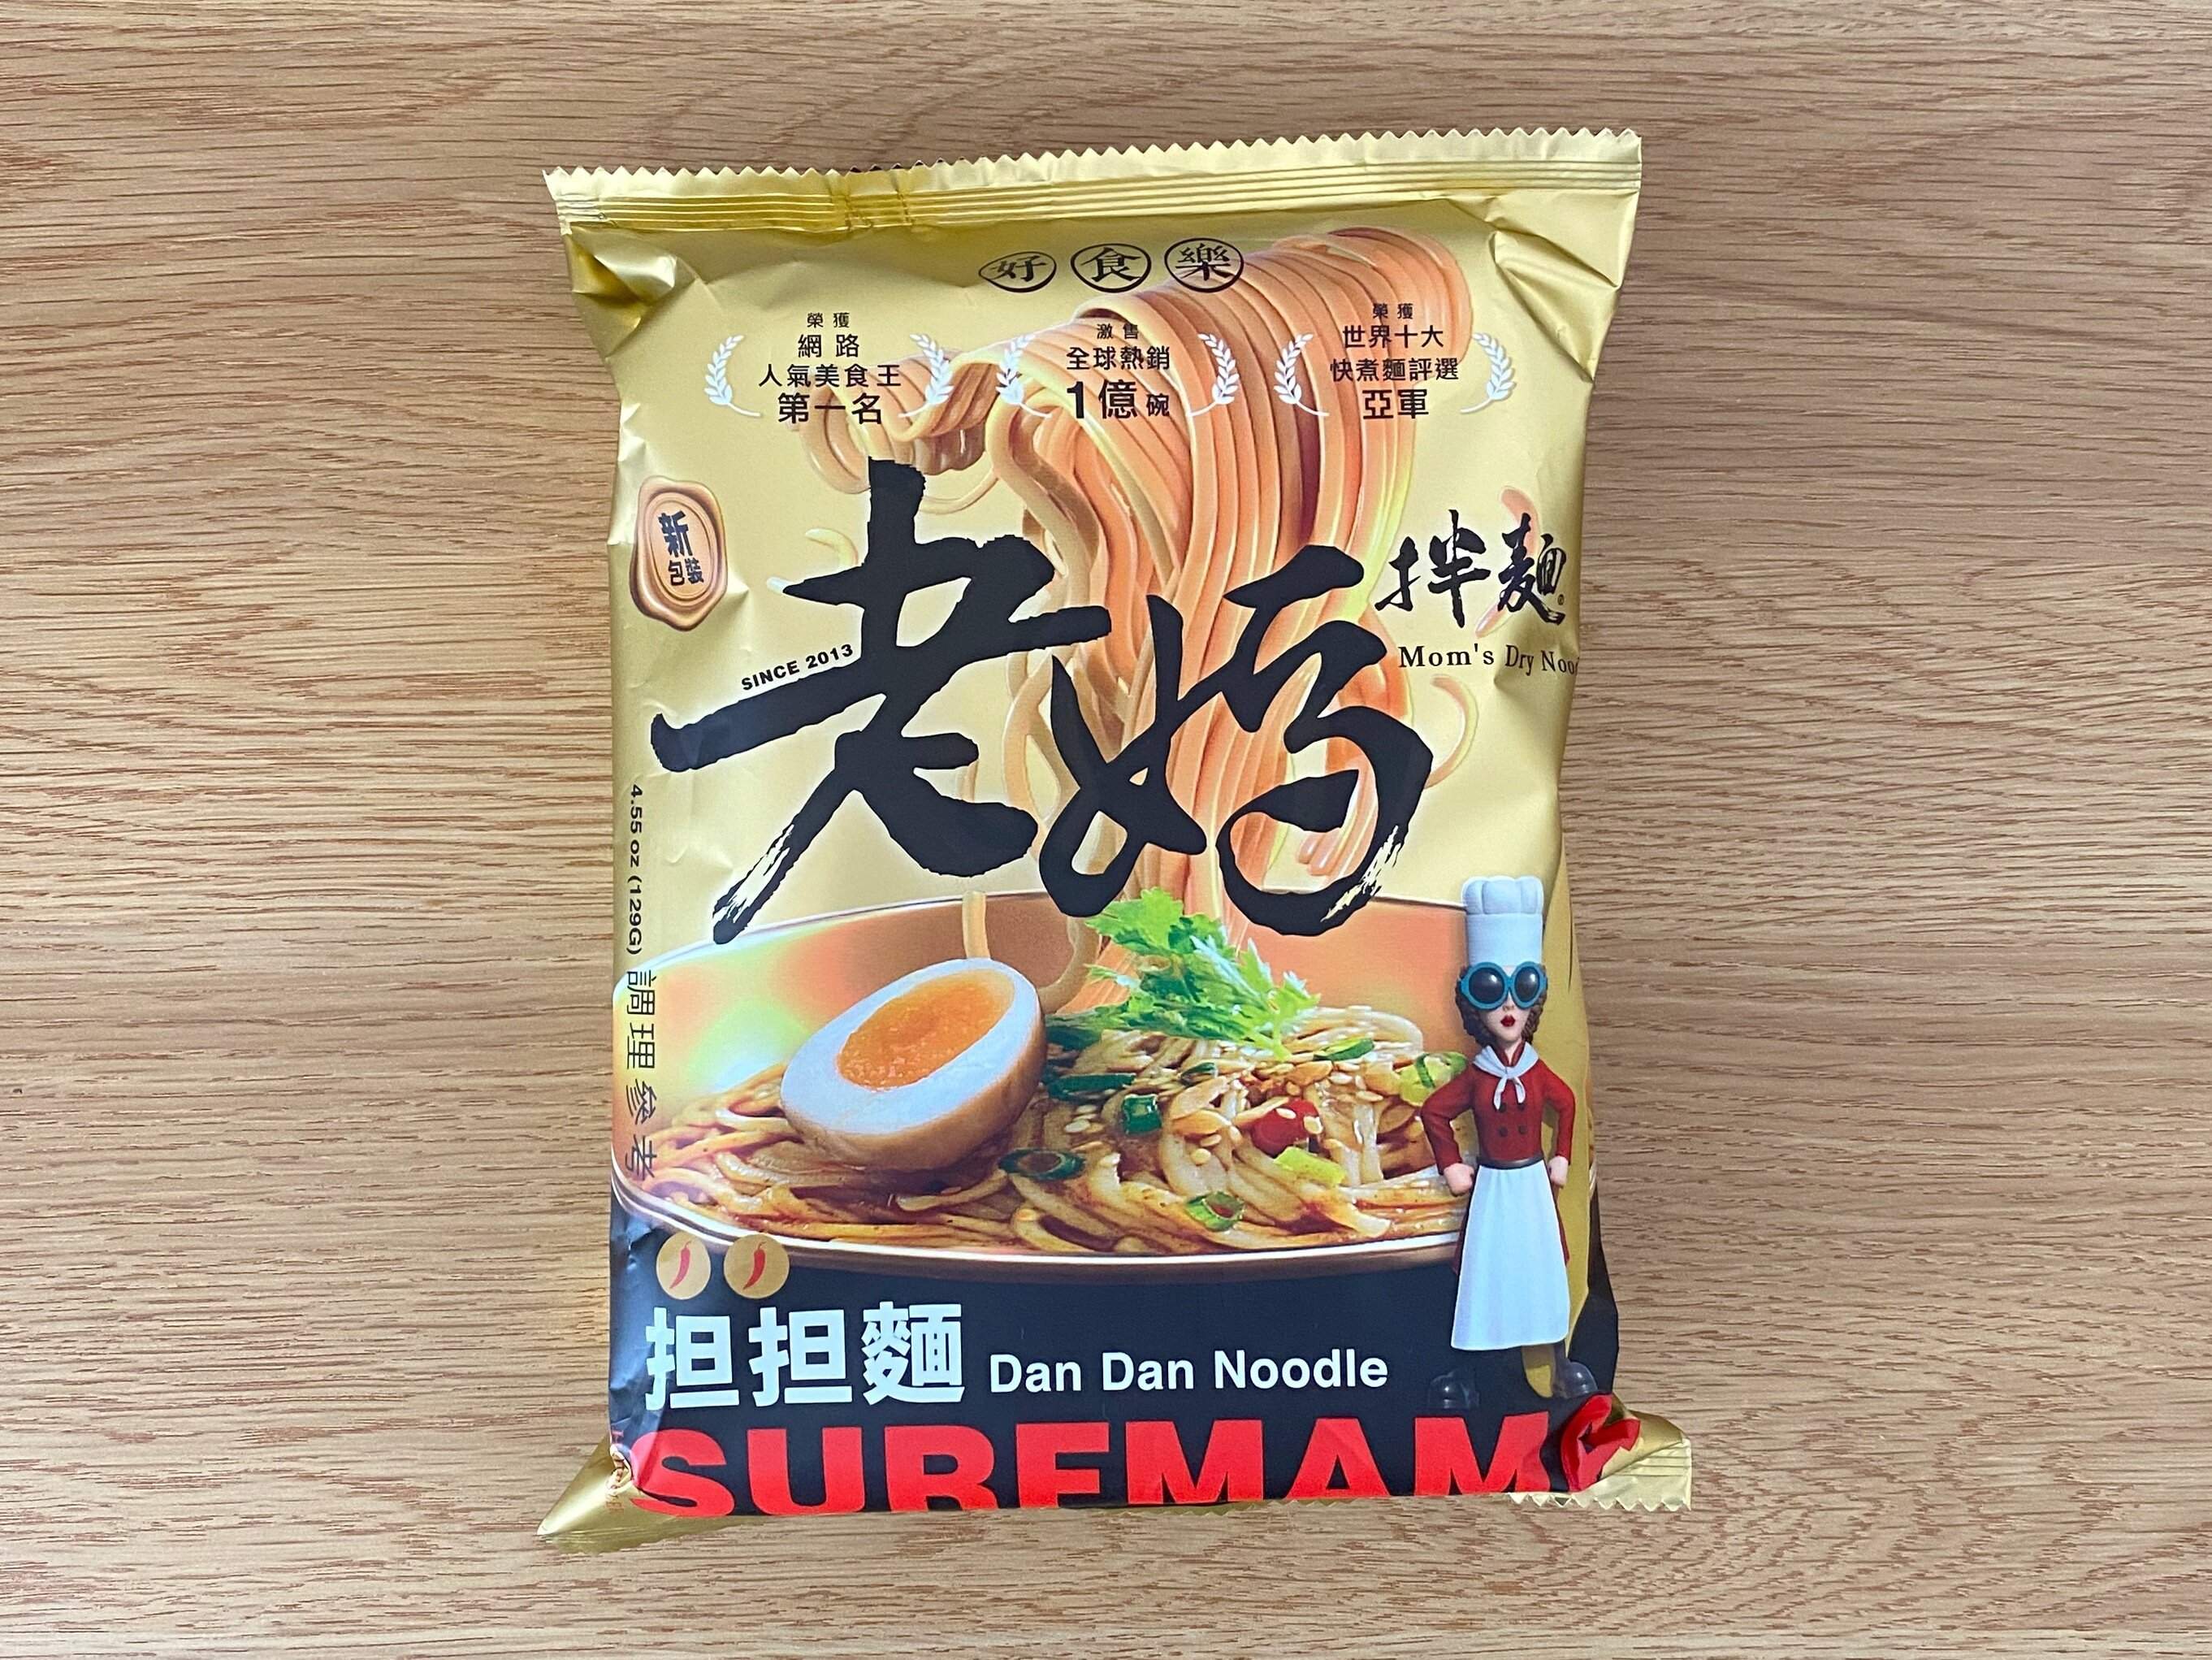 好食樂
榮獲
網路
人氣美食王
第一名
激售
全球熱銷
1億碗
榮獲
世界十大
快煮麵評選
亞軍
新
包裝
SINCE 2013
老媽
拌麵
Mom's Dry
4.55 oz (129G) 調理參考
担担麵 Dan Dan Noodle
SUREMAM